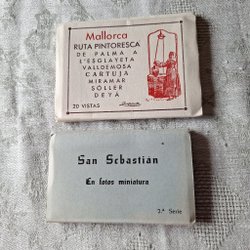 Mallorca
RUTA PINTORESCA
DE PALMA A
L'ESGLAYETA
VALLDEMOSA
CARTUJA
MIRAMAR
SOLLER
DEYÁ
20 VISTAS
San Sebastián
En fotos miniatura
2.ª Serie